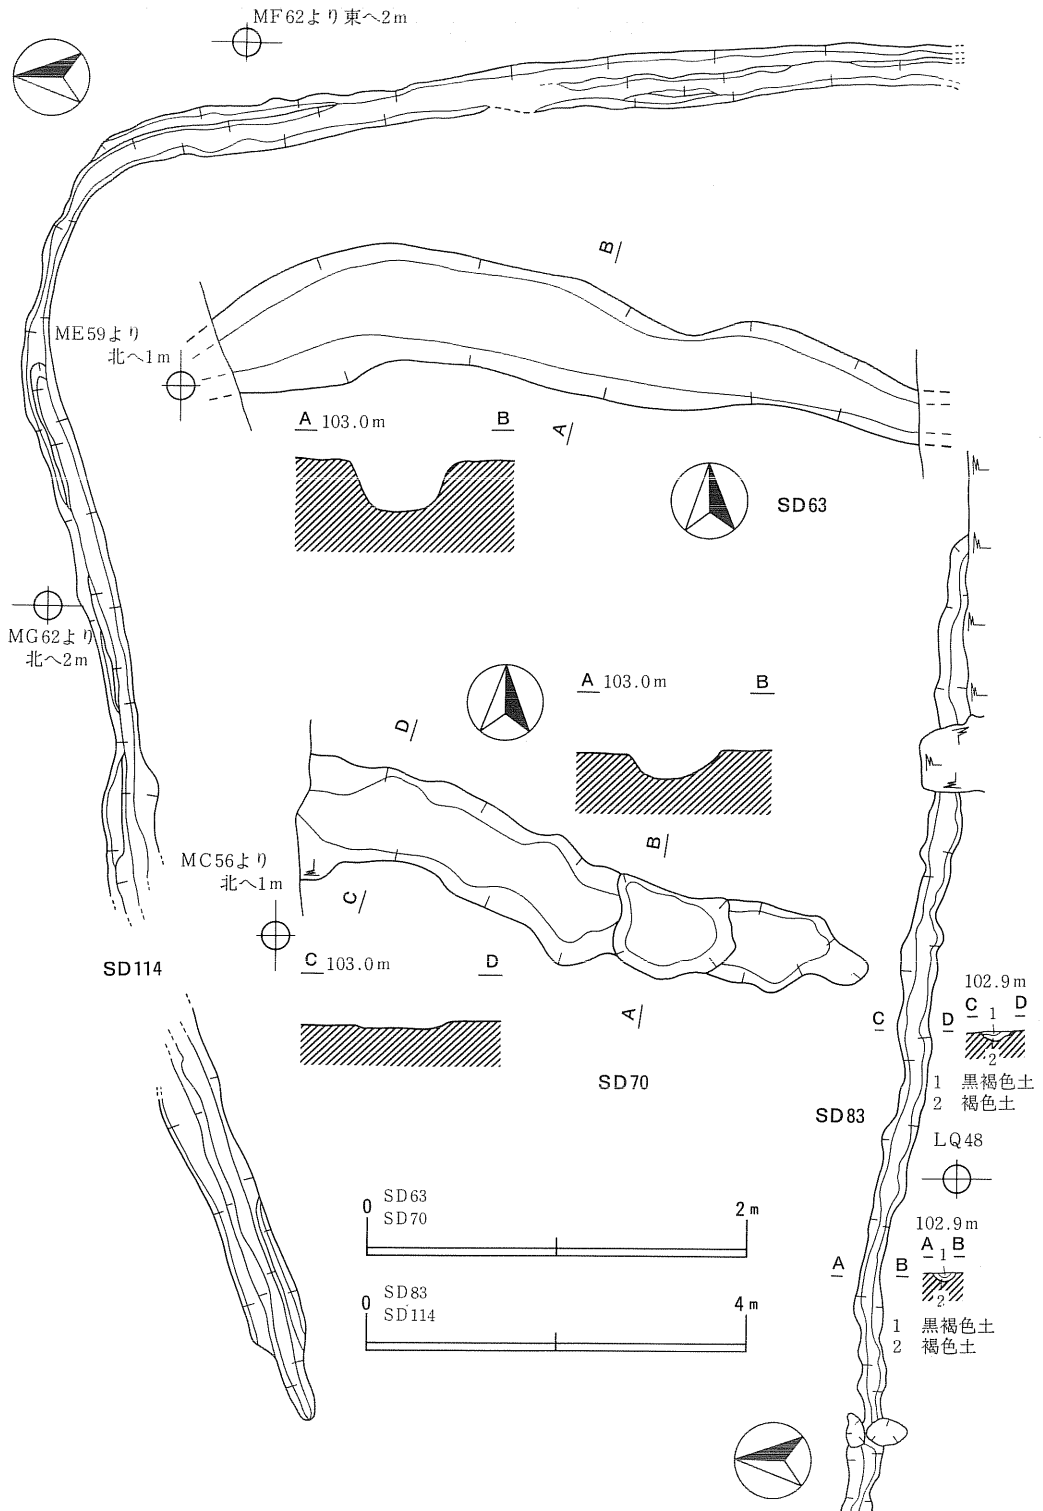 MF62より東へ2m
B
ME59より
北へ1m
A 103.0m B
A
SD63
MG62より
北へ2m
A 103.0m B
D
B
MC56より
北へ1m
C
C 103.0m D
SD114
A
SD70
102.9m
C 1 D
2
C D
1 黒褐色土
2 褐色土
SD83
LQ48
0 SD63
SD70
2m
102.9m
A 1 B
2
A B
1 黒褐色土
2 褐色土
0 SD83
SD114
4m